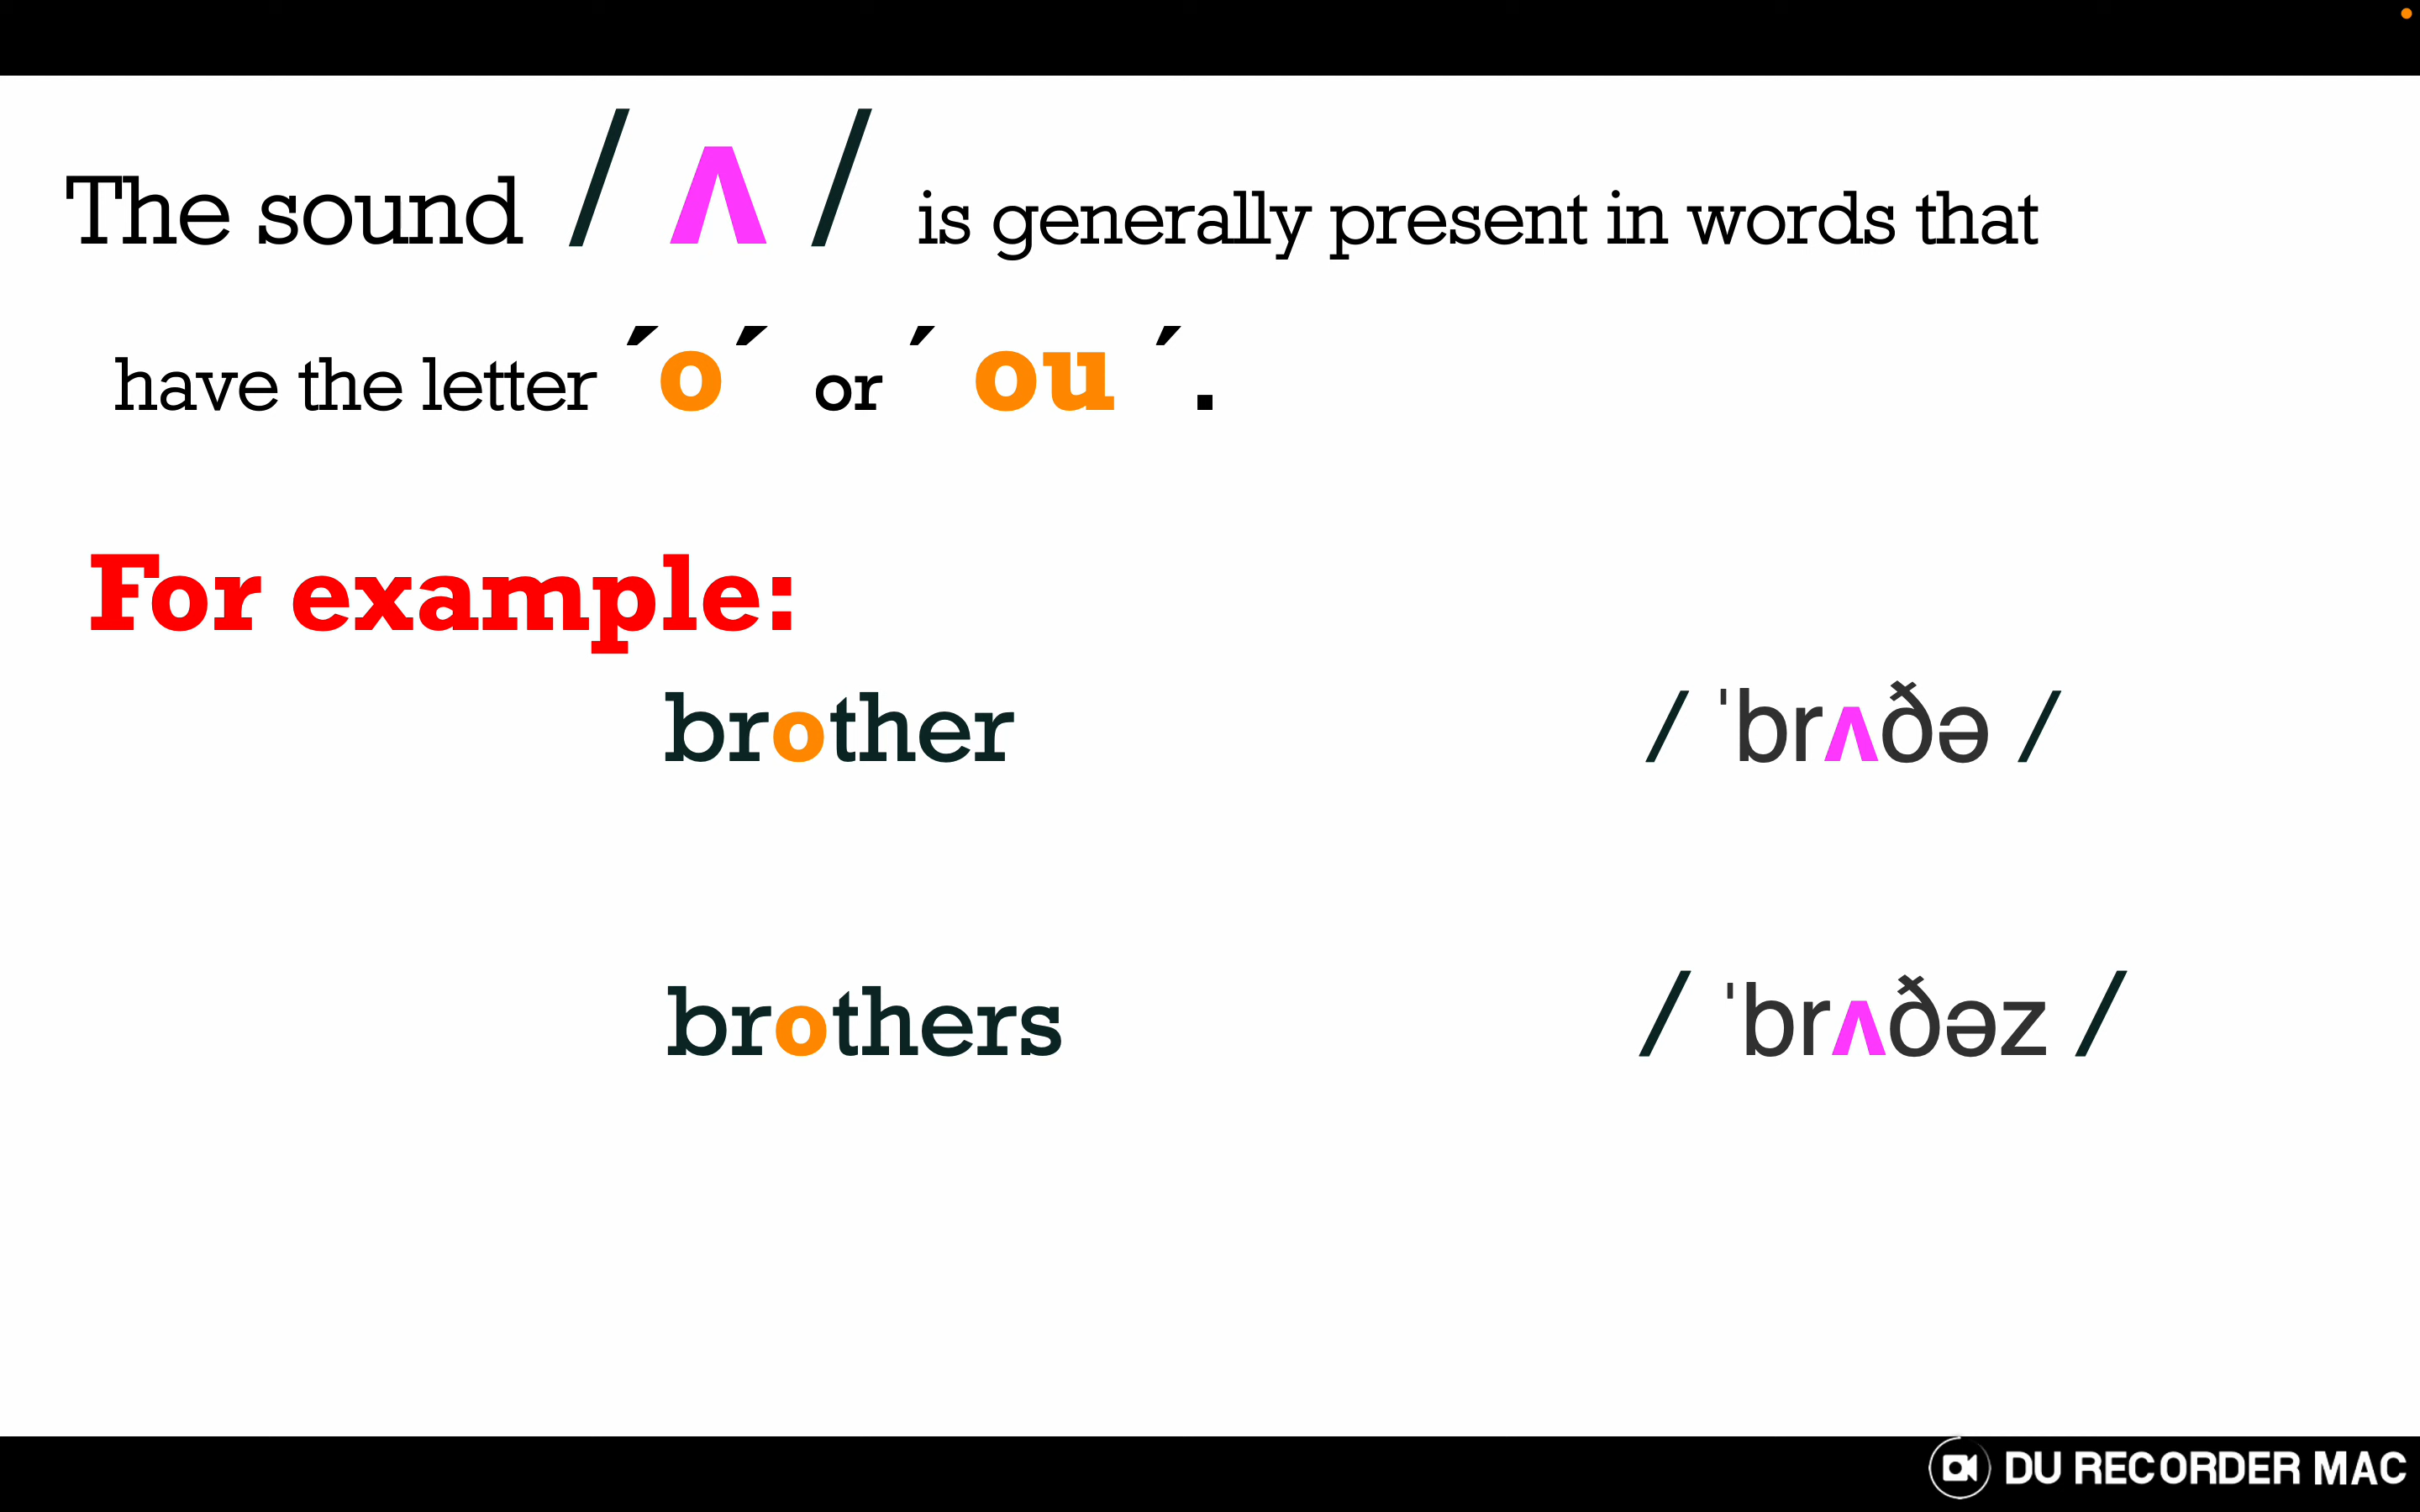 The sound / ʌ / is generally present in words that
have the letter ´o´ or ´ ou ´.
For example:
brother / ˈbrʌðə /
brothers / ˈbrʌðəz /
DU RECORDER MAC